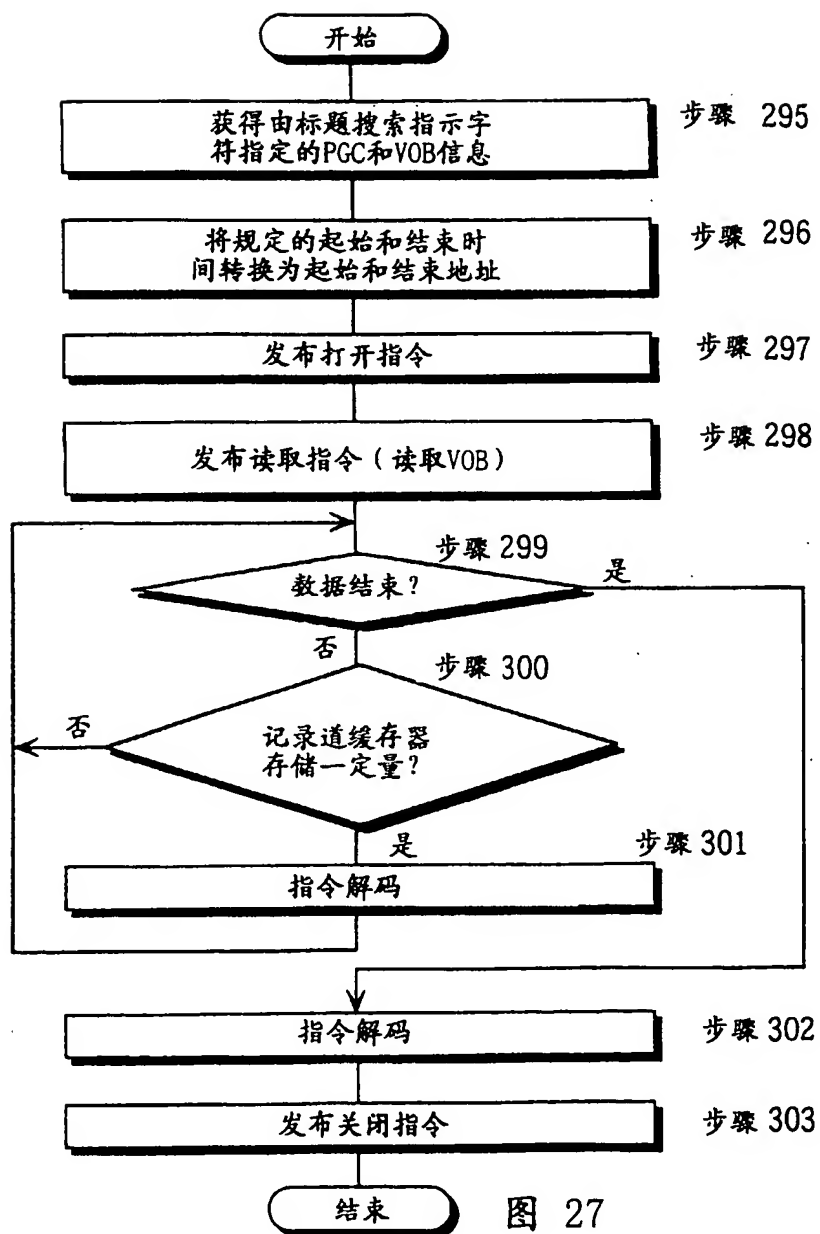 开始
获得由标题搜索指示字
符指定的PGC和VOB信息
步骤 295
将规定的起始和结束时
间转换为起始和结束地址
步骤 296
发布打开指令
步骤 297
发布读取指令（读取VOB）
步骤 298
步骤 299
数据结束？
是
否
步骤 300
否
记录道缓存器
存储一定量？
是
步骤 301
指令解码
指令解码
步骤 302
发布关闭指令
步骤 303
结束
图 27